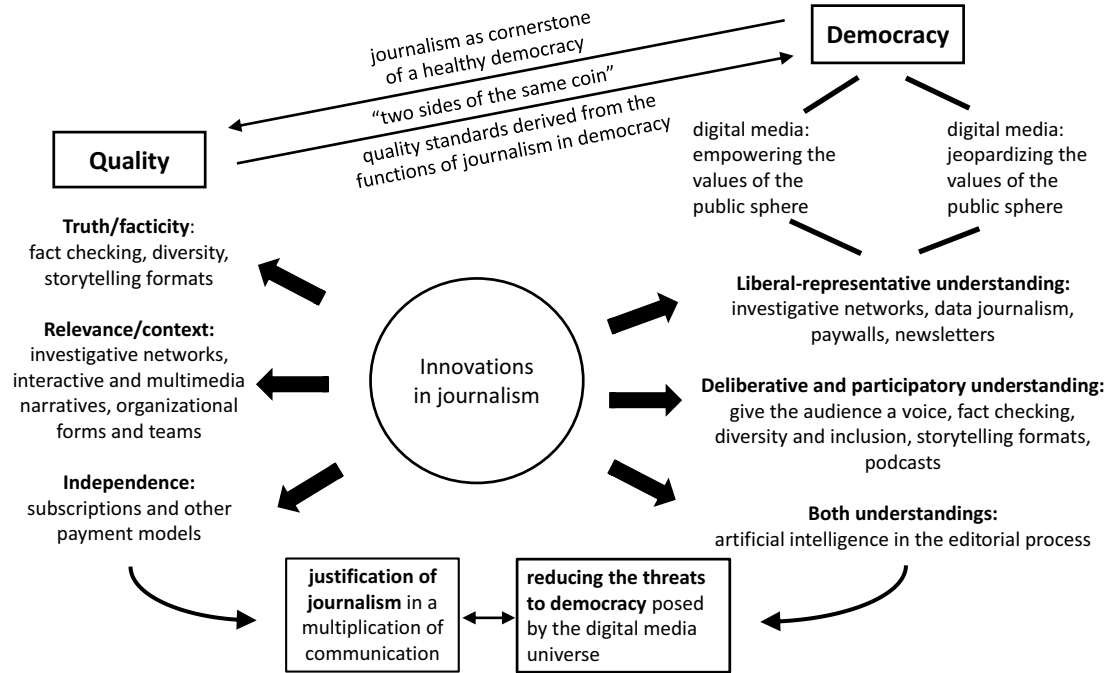 journalism as cornerstone
of a healthy democracy
"two sides of the same coin"
quality standards derived from the
functions of journalism in democracy
Democracy
Quality
digital media:
empowering the
values of the
public sphere
digital media:
jeopardizing the
values of the
public sphere
Truth/facticity:
fact checking, diversity,
storytelling formats
Relevance/context:
investigative networks,
interactive and multimedia
narratives, organizational
forms and teams
Independence:
subscriptions and other
payment models
Innovations
in journalism
Liberal-representative understanding:
investigative networks, data journalism,
paywalls, newsletters
Deliberative and participatory understanding:
give the audience a voice, fact checking,
diversity and inclusion, storytelling formats,
podcasts
Both understandings:
artificial intelligence in the editorial process
justification of
journalism in a
multiplication of
communication
reducing the threats
to democracy posed
by the digital media
universe